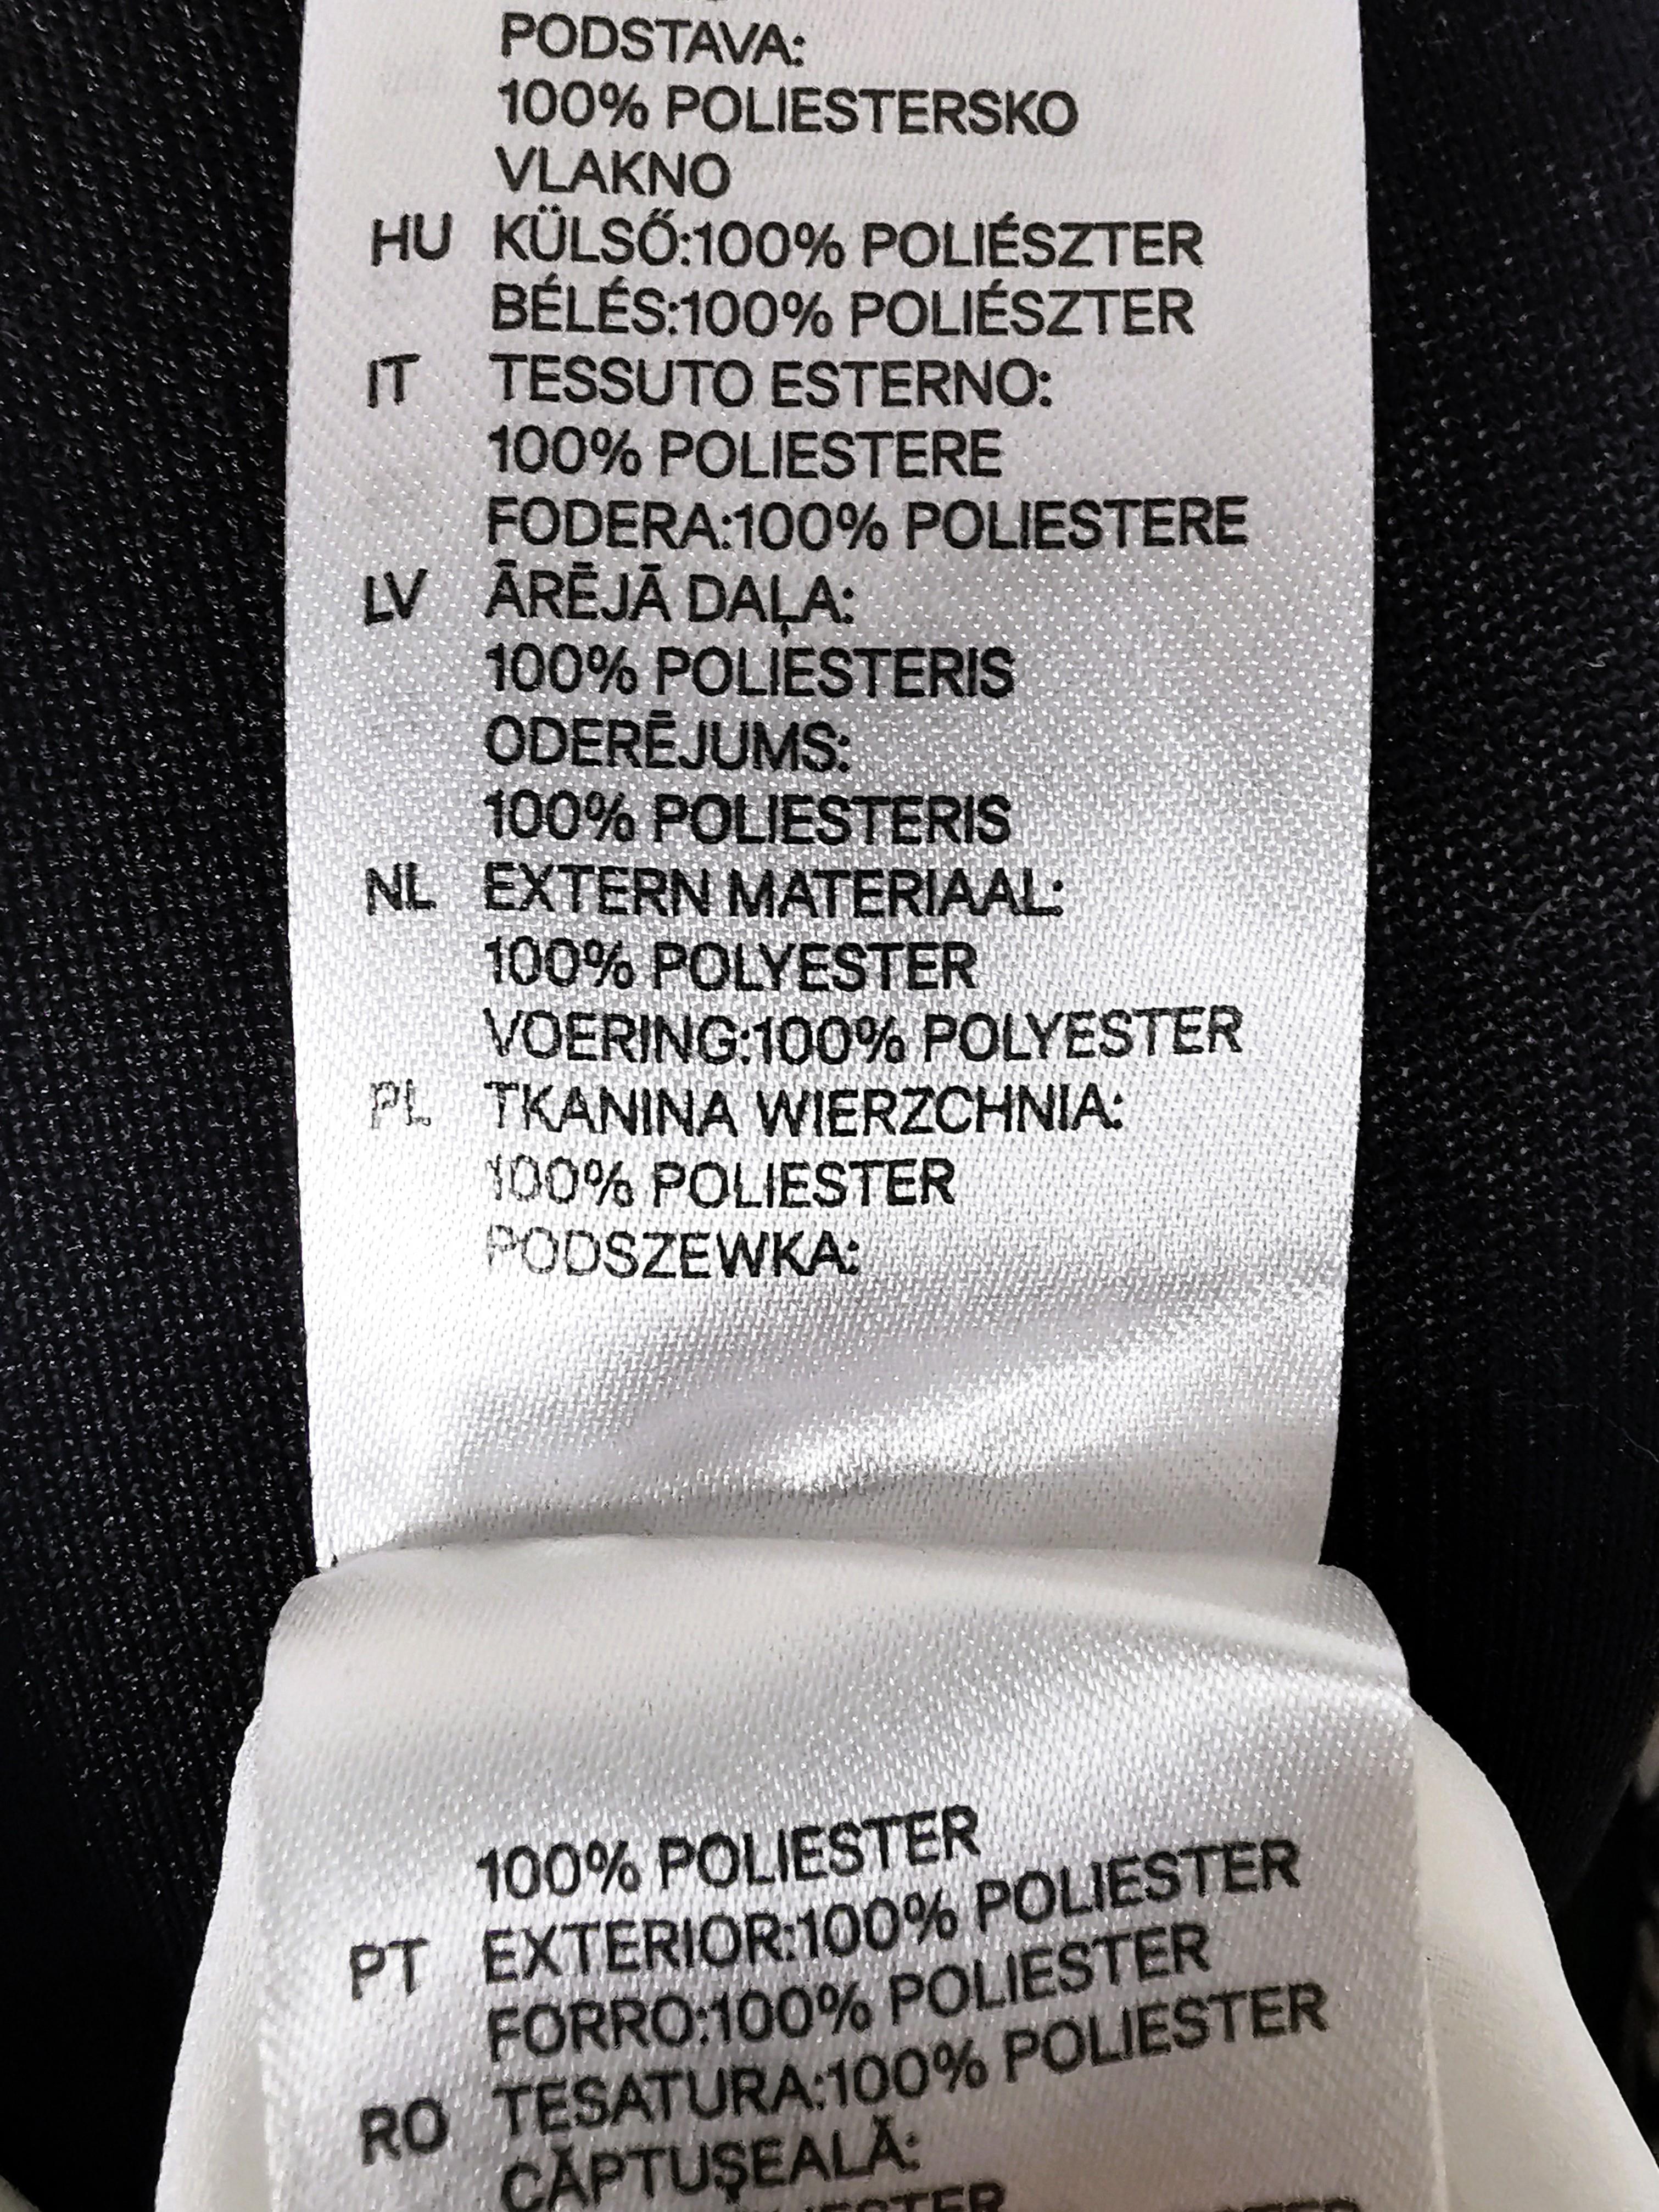 PODSTAVA:
100% POLIESTERSKO
VLAKNO
HU KÜLSŐ:100% POLIÉSZTER
BÉLÉS:100% POLIÉSZTER
IT TESSUTO ESTERNO:
100% POLIESTERE
FODERA:100% POLIESTERE
LV ĀRĒJĀ DAĻA:
100% POLIESTERIS
ODERĒJUMS:
100% POLIESTERIS
NL EXTERN MATERIAAL:
100% POLYESTER
VOERING:100% POLYESTER
PL TKANINA WIERZCHNIA:
100% POLIESTER
PODSZEWKA:
100% POLIESTER
PT EXTERIOR:100% POLIESTER
FORRO:100% POLIESTER
RO TESATURA:100% POLIESTER
CĂPTUŞEALĂ: